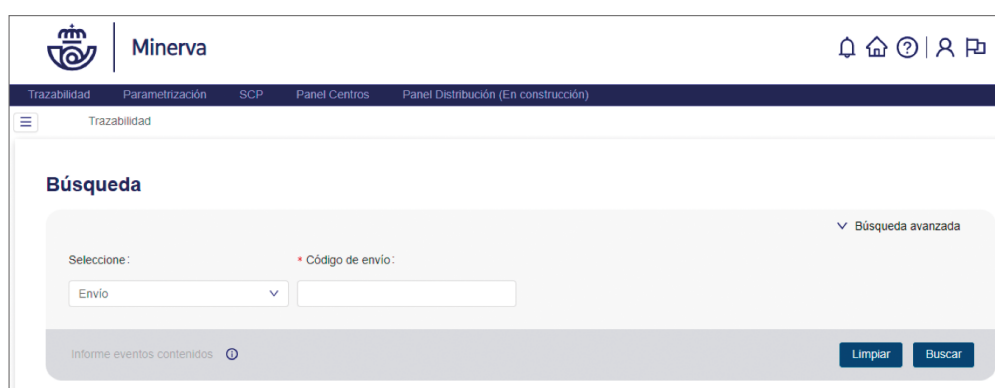 Minerva
Trazabilidad Parametrización SCP Panel Centros Panel Distribución (En construcción)
Trazabilidad
Búsqueda
Búsqueda avanzada
Seleccione: * Código de envío:
Envío
Informe eventos contenidos
Limpiar Buscar